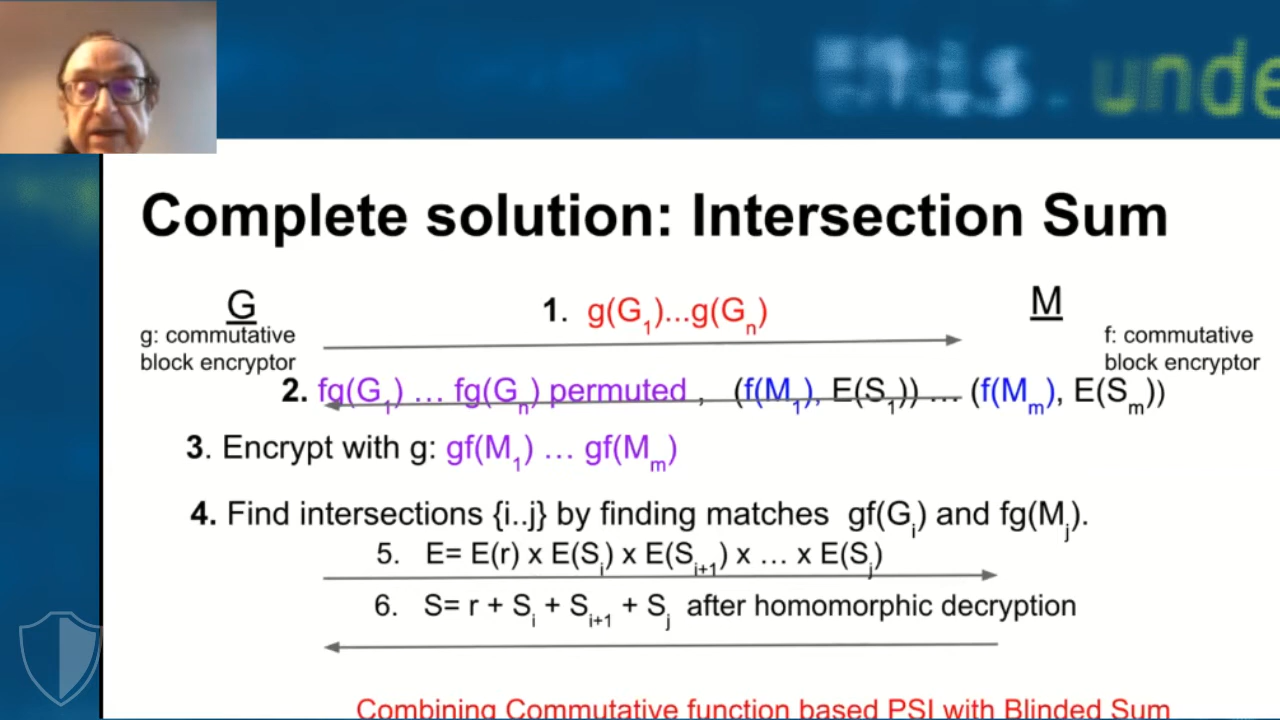 unde
Complete solution: Intersection Sum
G
M
1. g(G1)...g(Gn)
g: commutative
block encryptor
f: commutative
block encryptor
2. fg(G1) … fg(Gn) permuted , (f(M1), E(S1)) … (f(Mm), E(Sm))
3. Encrypt with g: gf(M1) … gf(Mm)
4. Find intersections {i..j} by finding matches gf(Gi) and fg(Mj).
5. E= E(r) x E(Si) x E(Si+1) x … x E(Sj)
6. S= r + Si + Si+1 + Sj after homomorphic decryption
Combining Commutative function based PSI with Blinded Sum